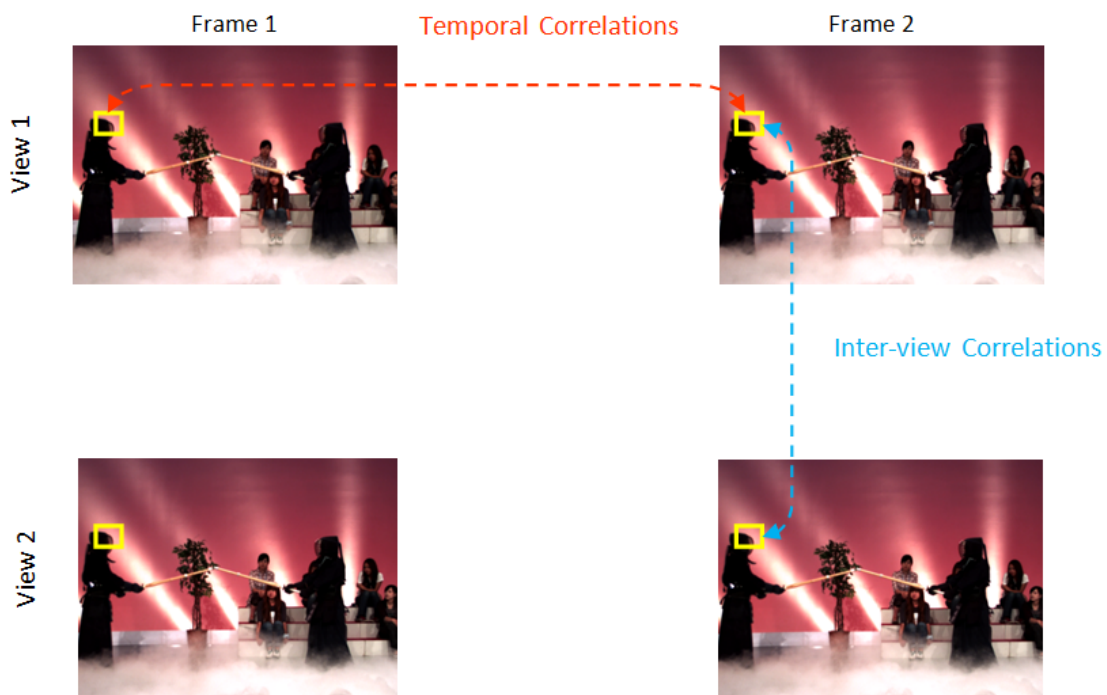 Frame 1
Temporal Correlations
Frame 2
View 1
Inter-view Correlations
View 2